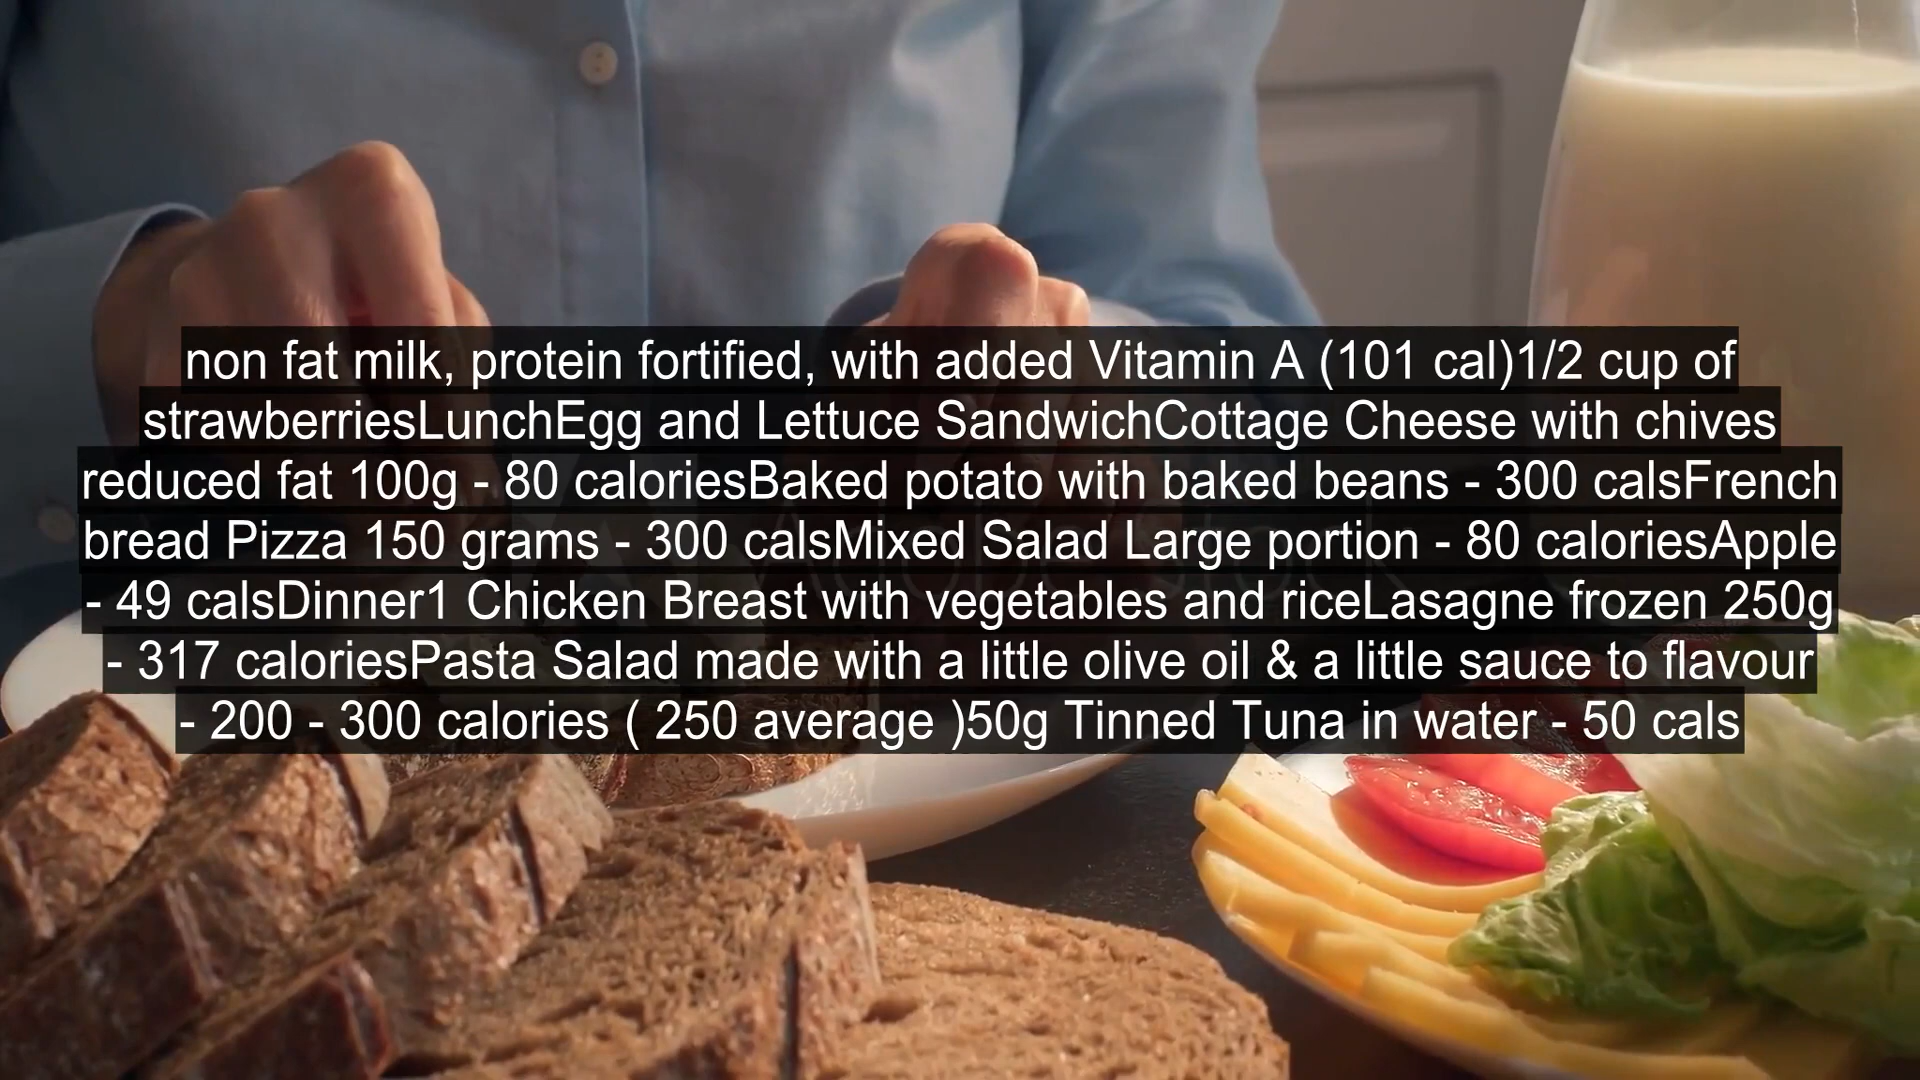 non fat milk, protein fortified, with added Vitamin A (101 cal)1/2 cup of
strawberriesLunchEgg and Lettuce SandwichCottage Cheese with chives
reduced fat 100g - 80 caloriesBaked potato with baked beans - 300 calsFrench
bread Pizza 150 grams - 300 calsMixed Salad Large portion - 80 caloriesApple
- 49 calsDinner1 Chicken Breast with vegetables and riceLasagne frozen 250g
- 317 caloriesPasta Salad made with a little olive oil & a little sauce to flavour
- 200 - 300 calories ( 250 average )50g Tinned Tuna in water - 50 cals